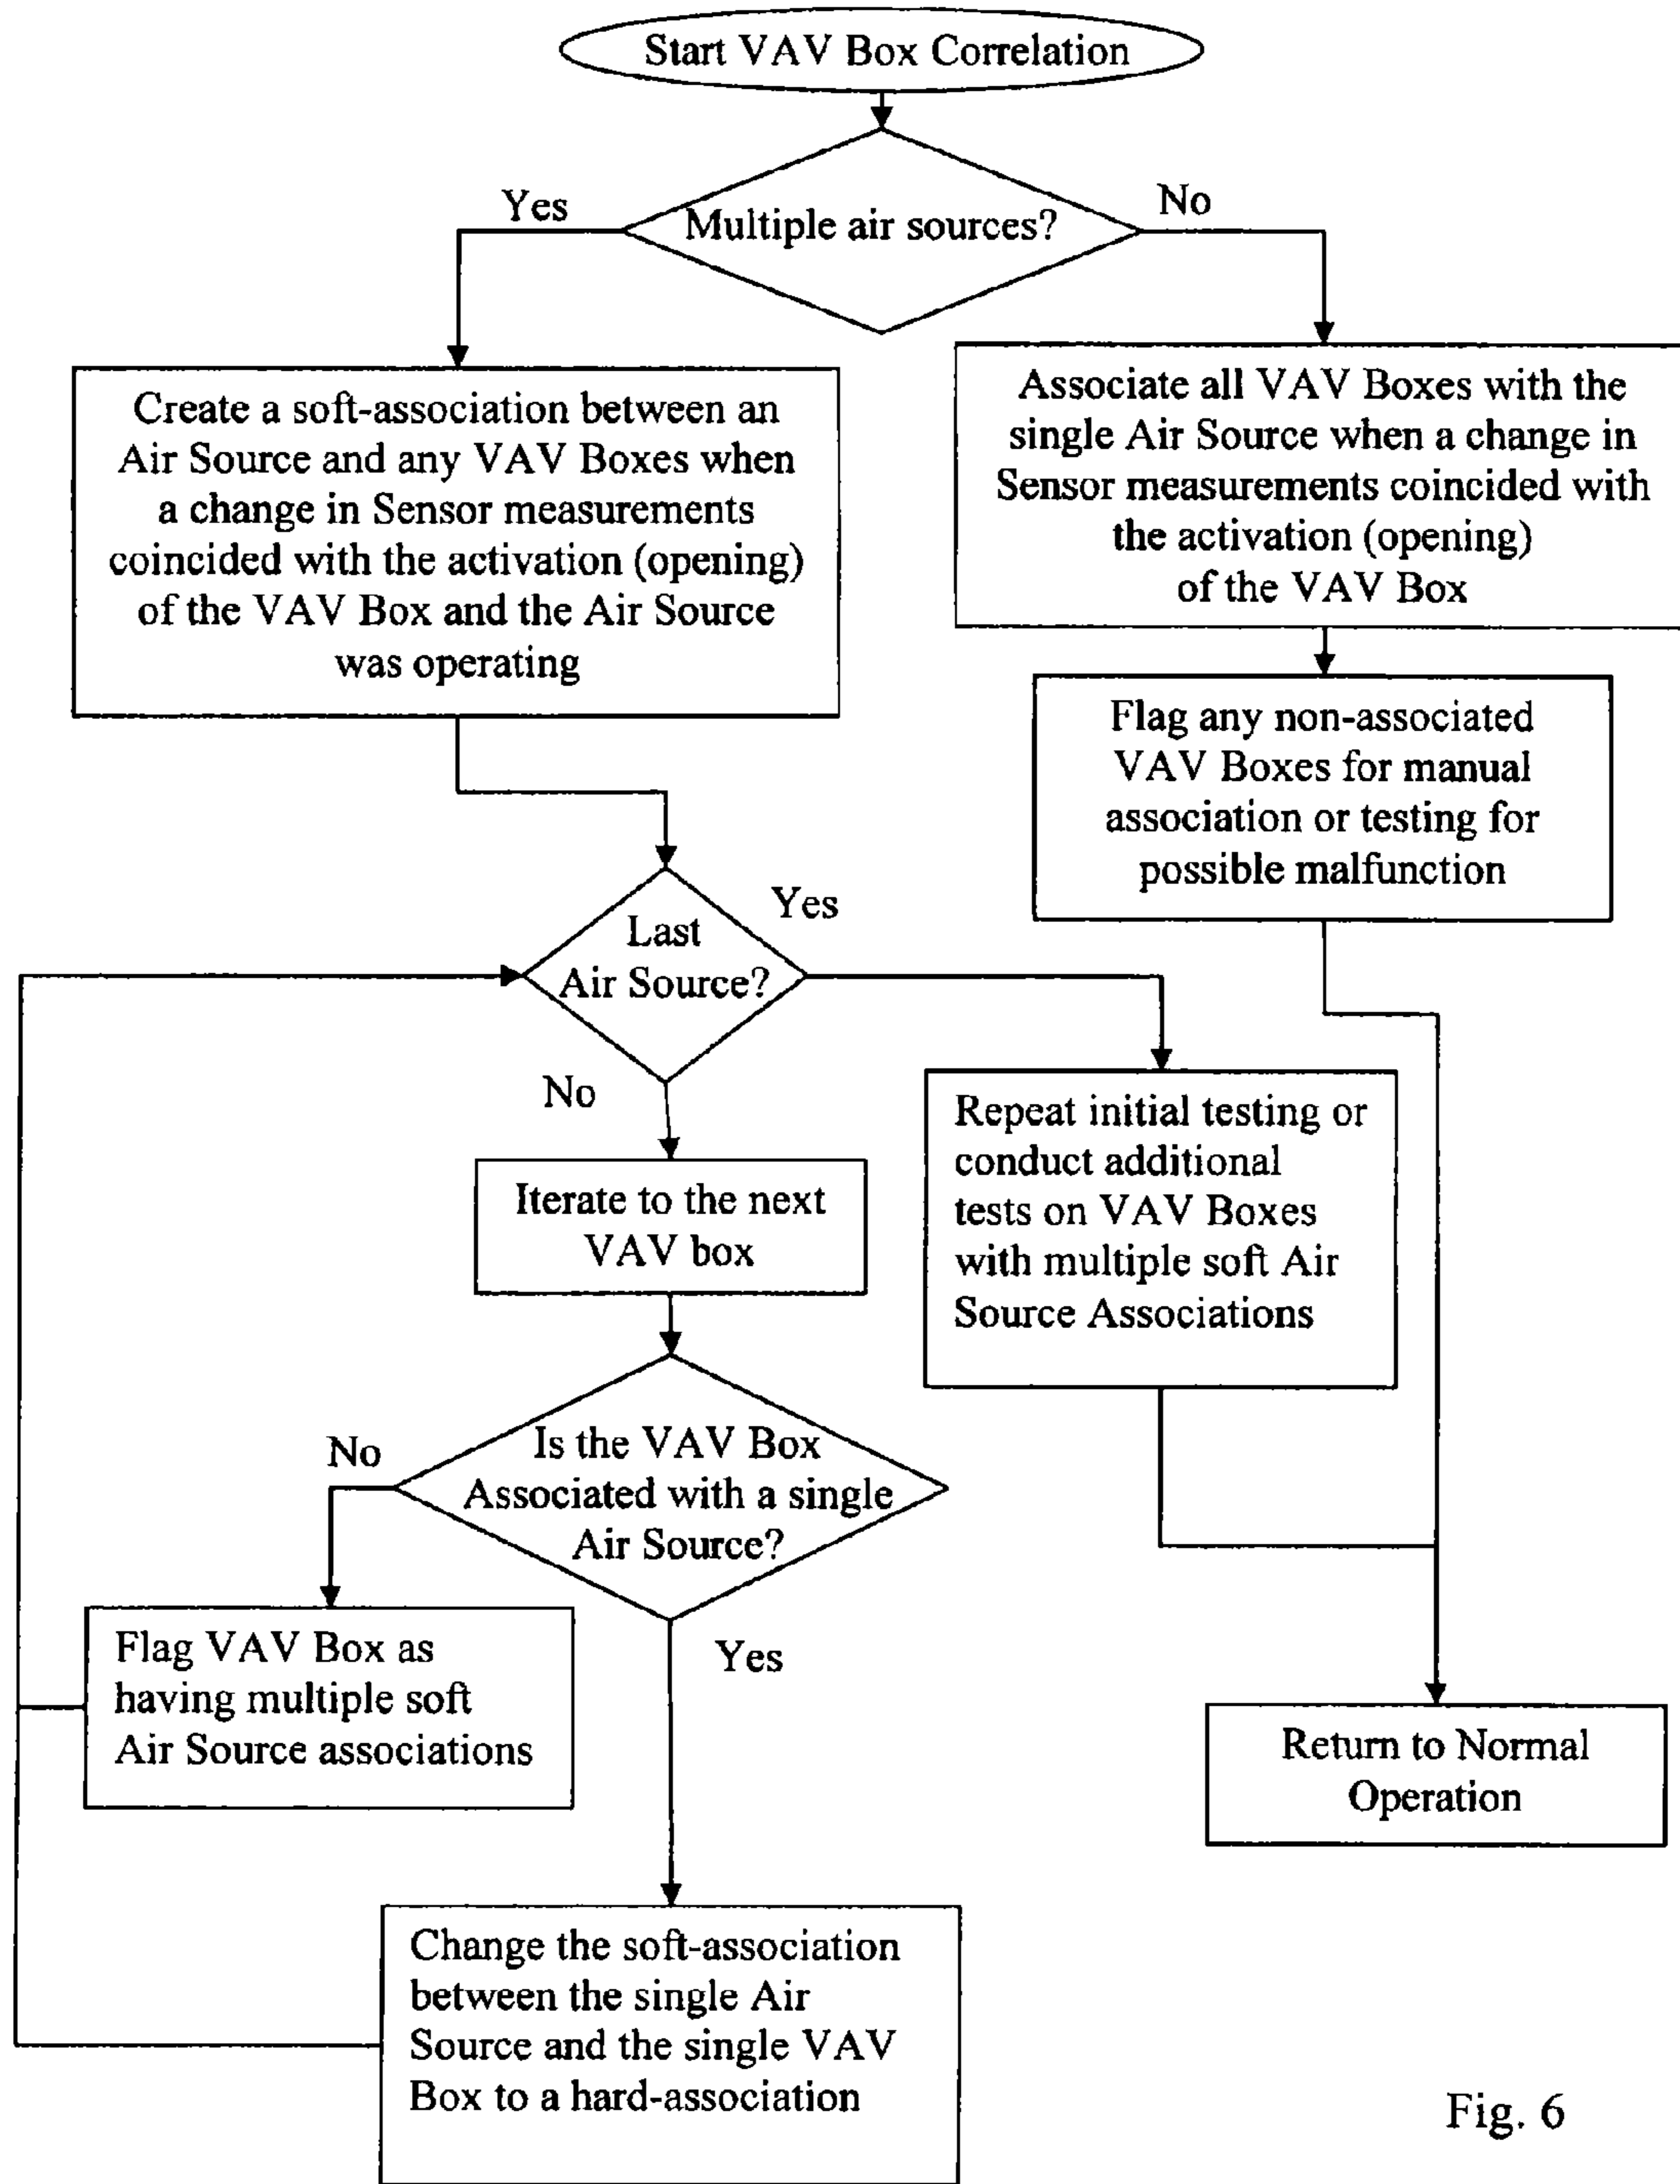 Start VAV Box Correlation
Multiple air sources?
Yes
No
Create a soft-association between an
Air Source and any VAV Boxes when
a change in Sensor measurements
coincided with the activation (opening)
of the VAV Box and the Air Source
was operating
Associate all VAV Boxes with the
single Air Source when a change in
Sensor measurements coincided with
the activation (opening)
of the VAV Box
Flag any non-associated
VAV Boxes for manual
association or testing for
possible malfunction
Last
Air Source?
Yes
No
Repeat initial testing or
conduct additional
tests on VAV Boxes
with multiple soft Air
Source Associations
Iterate to the next
VAV box
Is the VAV Box
Associated with a single
Air Source?
No
Yes
Flag VAV Box as
having multiple soft
Air Source associations
Return to Normal
Operation
Change the soft-association
between the single Air
Source and the single VAV
Box to a hard-association
Fig. 6